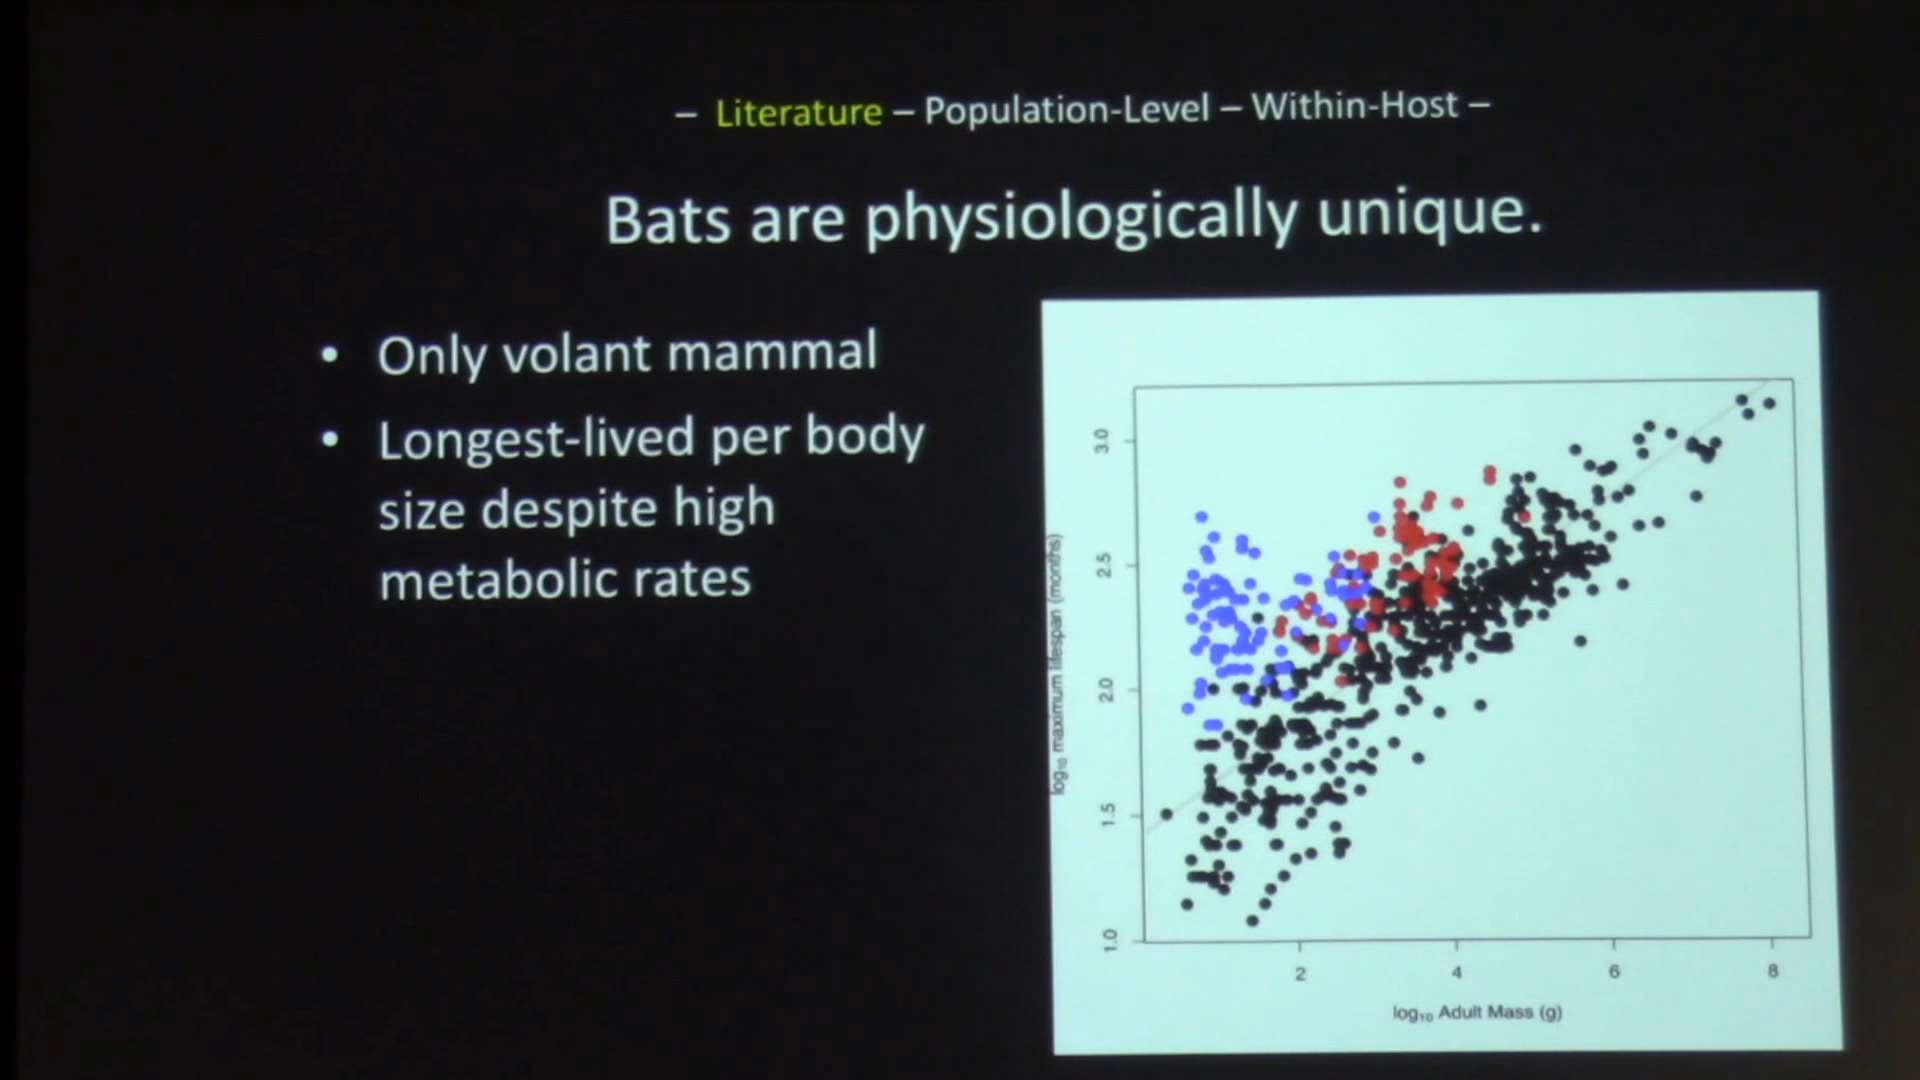 – Literature – Population-Level – Within-Host –
Bats are physiologically unique.
• Only volant mammal
• Longest-lived per body
size despite high
metabolic rates
log₁₀ maximum lifespan (months)
3.0
2.5
2.0
1.5
1.0
2 4 6 8
log₁₀ Adult Mass (g)